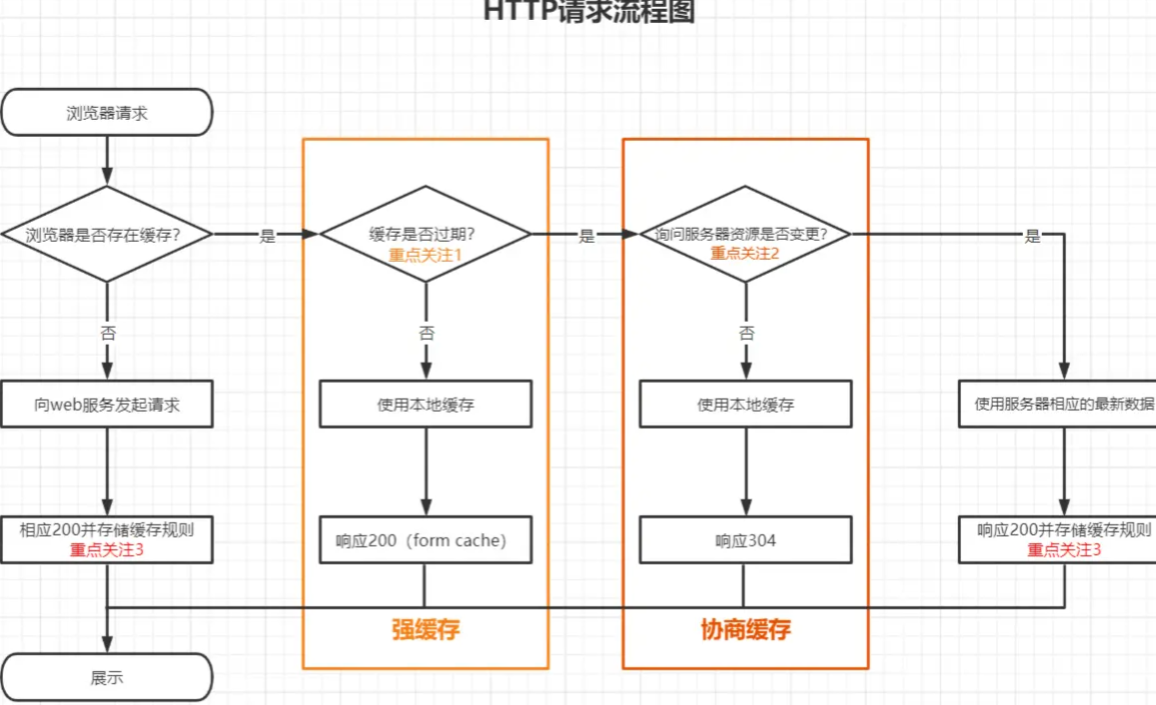 HTTP请求流程图
浏览器请求
浏览器是否存在缓存?
是
缓存是否过期?
重点关注1
是
询问服务器资源是否变更?
重点关注2
是
否
否
否
向web服务发起请求
使用本地缓存
使用本地缓存
使用服务器相应的最新数据
相应200并存储缓存规则
重点关注3
响应200（form cache）
响应304
响应200并存储缓存规则
重点关注3
强缓存
协商缓存
展示